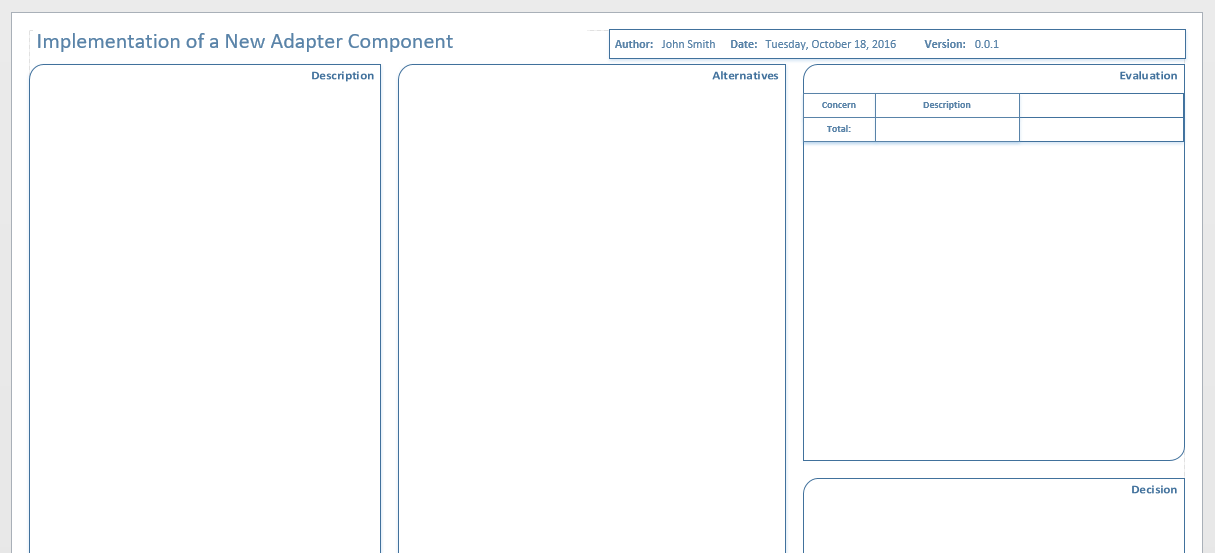 Implementation of a New Adapter Component
Author: John Smith Date: Tuesday, October 18, 2016 Version: 0.0.1
Description
Alternatives
Evaluation
Concern Description
Total:
Decision